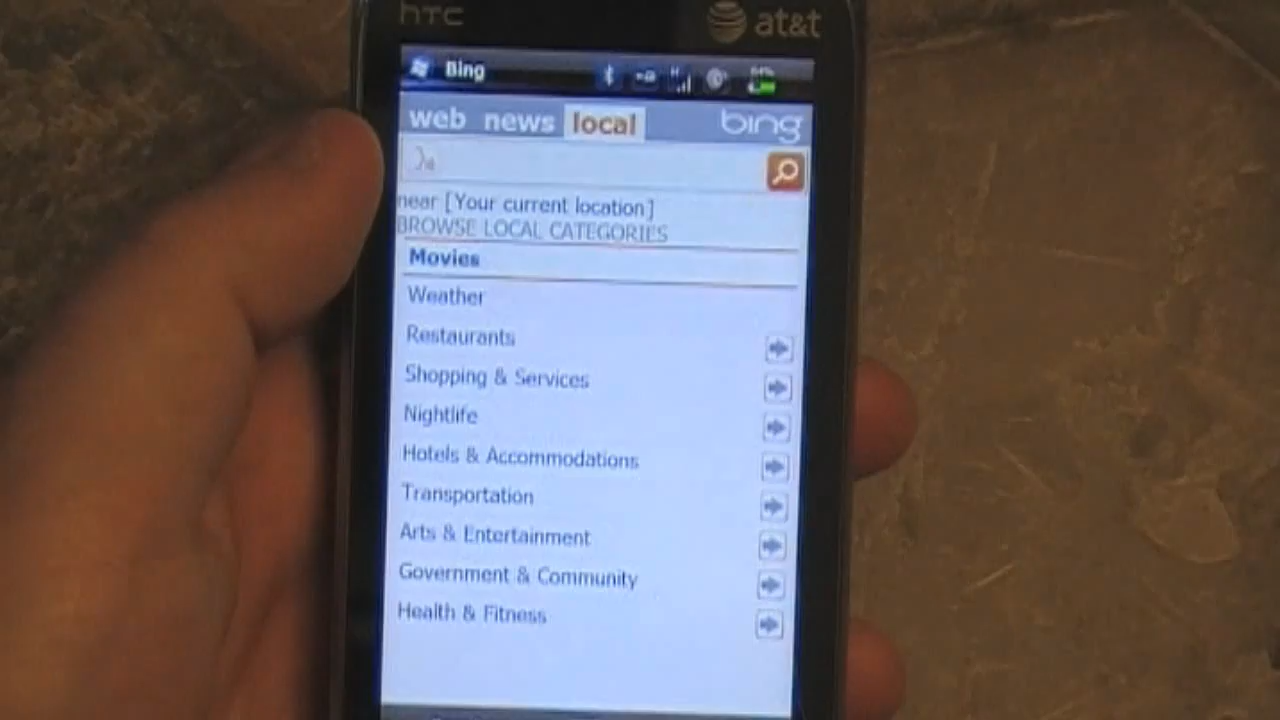 hTC at&t
Bing
web news local bing
near [Your current location]
BROWSE LOCAL CATEGORIES
Movies
Weather
Restaurants
Shopping & Services
Nightlife
Hotels & Accommodations
Transportation
Arts & Entertainment
Government & Community
Health & Fitness